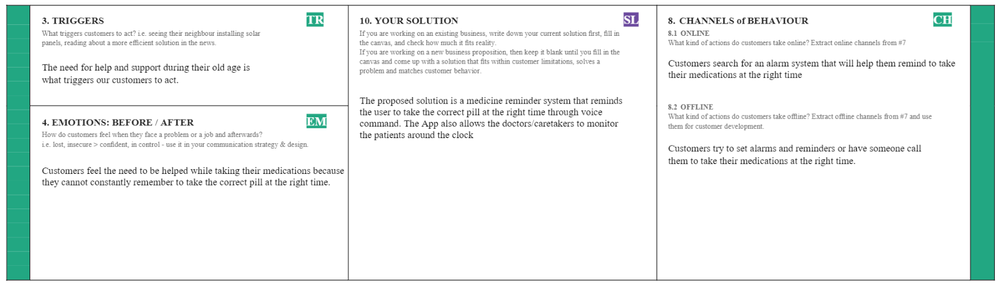 3. TRIGGERS
TR
What triggers customers to act? i.e. seeing their neighbour installing solar
panels, reading about a more efficient solution in the news.
The need for help and support during their old age is
what triggers our customers to act.
4. EMOTIONS: BEFORE / AFTER
EM
How do customers feel when they face a problem or a job and afterwards?
i.e. lost, insecure > confident, in control - use it in your communication strategy & design.
Customers feel the need to be helped while taking their medications because
they cannot constantly remember to take the correct pill at the right time.
10. YOUR SOLUTION
SL
If you are working on an existing business, write down your current solution first, fill in
the canvas, and check how much it fits reality.
If you are working on a new business proposition, then keep it blank until you fill in the
canvas and come up with a solution that fits within customer limitations, solves a
problem and matches customer behavior.
The proposed solution is a medicine reminder system that reminds
the user to take the correct pill at the right time through voice
command. The App also allows the doctors/caretakers to monitor
the patients around the clock
8. CHANNELS of BEHAVIOUR
CH
8.1 ONLINE
What kind of actions do customers take online? Extract online channels from #7
Customers search for an alarm system that will help them remind to take
their medications at the right time
8.2 OFFLINE
What kind of actions do customers take offline? Extract offline channels from #7 and use
them for customer development.
Customers try to set alarms and reminders or have someone call
them to take their medications at the right time.